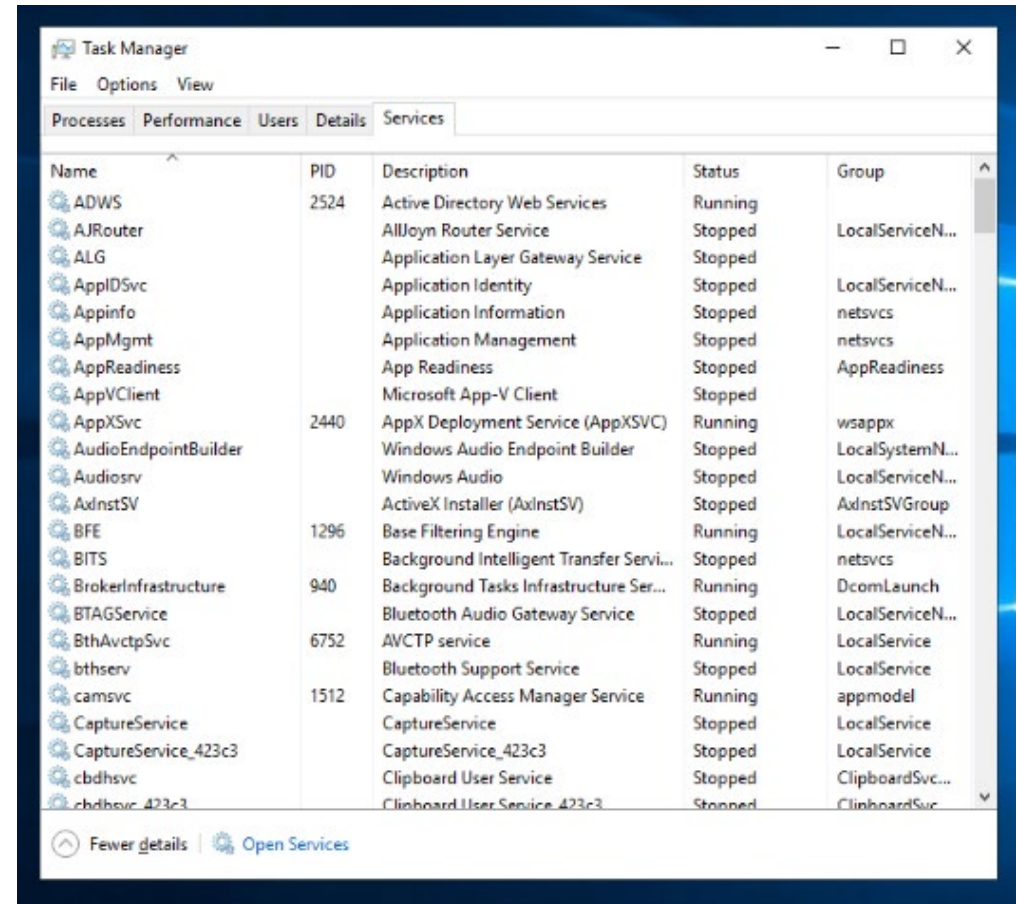 Task Manager
File Options View
Processes Performance Users Details Services
Name PID Description Status Group
ADWS 2524 Active Directory Web Services Running
AJRouter AllJoyn Router Service Stopped LocalServiceN...
ALG Application Layer Gateway Service Stopped
AppIDSvc Application Identity Stopped LocalServiceN...
Appinfo Application Information Stopped netsvcs
AppMgmt Application Management Stopped netsvcs
AppReadiness App Readiness Stopped AppReadiness
AppVClient Microsoft App-V Client Stopped
AppXSvc 2440 AppX Deployment Service (AppXSVC) Running wsappx
AudioEndpointBuilder Windows Audio Endpoint Builder Stopped LocalSystemN...
Audiosrv Windows Audio Stopped LocalServiceN...
AxInstSV ActiveX Installer (AxInstSV) Stopped AxInstSVGroup
BFE 1296 Base Filtering Engine Running LocalServiceN...
BITS Background Intelligent Transfer Servi... Stopped netsvcs
BrokerInfrastructure 940 Background Tasks Infrastructure Ser... Running DcomLaunch
BTAGService Bluetooth Audio Gateway Service Stopped LocalServiceN...
BthAvctpSvc 6752 AVCTP service Running LocalService
bthserv Bluetooth Support Service Stopped LocalService
camsvc 1512 Capability Access Manager Service Running appmodel
CaptureService CaptureService Stopped LocalService
CaptureService_423c3 CaptureService_423c3 Stopped LocalService
cbdhsvc Clipboard User Service Stopped ClipboardSvc...
cbdhsvc_423c3 Clipboard User Service_423c3 Stopped ClipboardSvc...
Fewer details Open Services